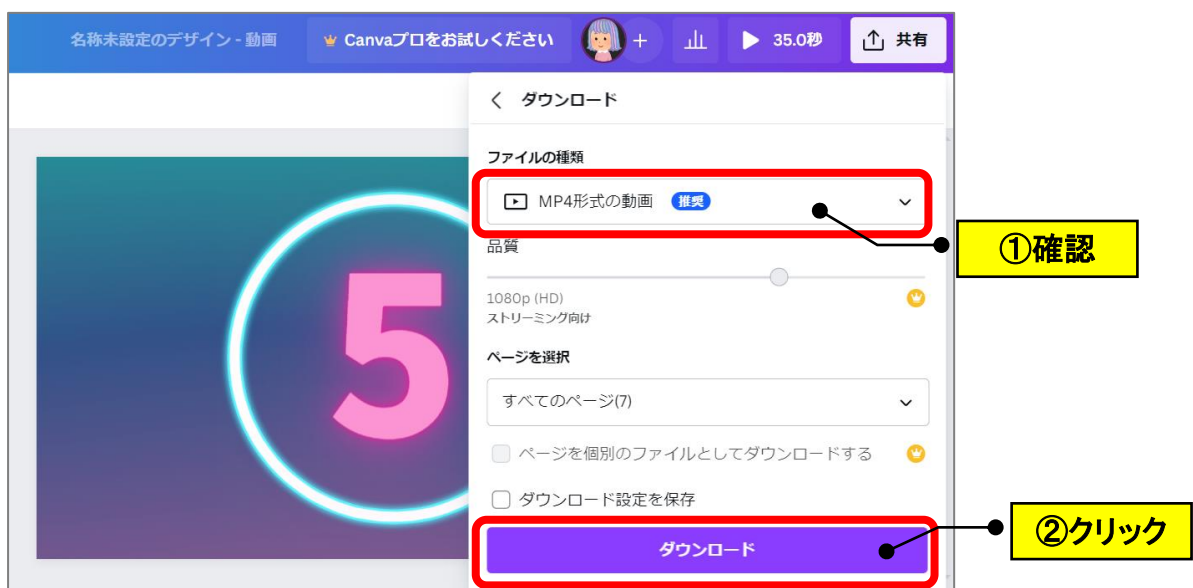 名称未設定のデザイン - 動画
Canvaプロをお試しください
+
35.0秒
共有
ダウンロード
ファイルの種類
MP4形式の動画 推奨
①確認
品質
5
1080p (HD)
ストリーミング向け
ページを選択
すべてのページ(7)
ページを個別のファイルとしてダウンロードする
ダウンロード設定を保存
ダウンロード
②クリック